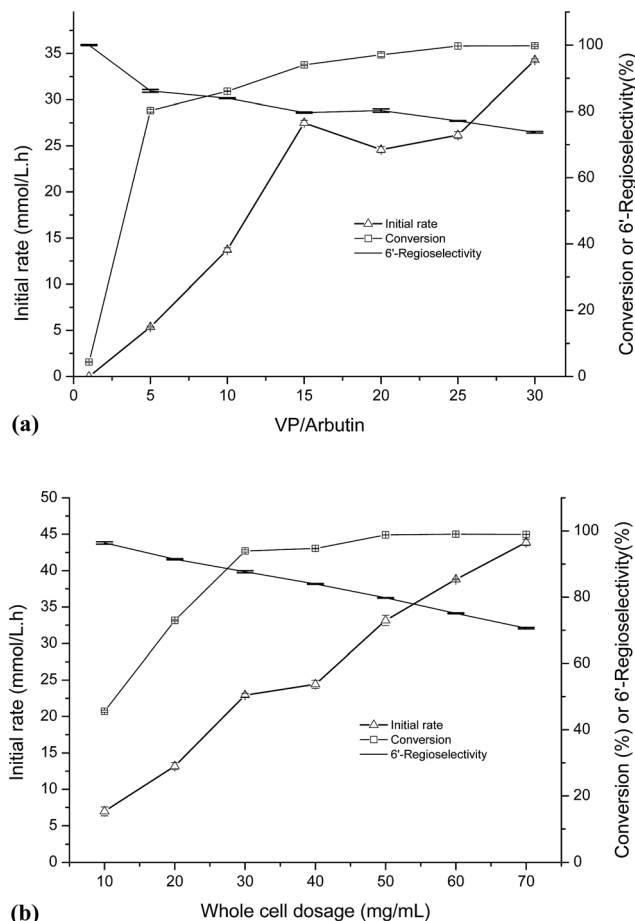 Initial rate (mmol/L.h)
35
30
25
20
15
10
5
0
Conversion or 6'-Regioselectivity(%)
100
80
60
40
20
0
Initial rate
Conversion
6'-Regioselectivity
0 5 10 15 20 25 30
VP/Arbutin
(a)
Initial rate (mmol/L.h)
50
45
40
35
30
25
20
15
10
5
0
Conversion (%) or 6'-Regioselectivity(%)
100
80
60
40
20
0
Initial rate
Conversion
6'-Regioselectivity
10 20 30 40 50 60 70
Whole cell dosage (mg/mL)
(b)